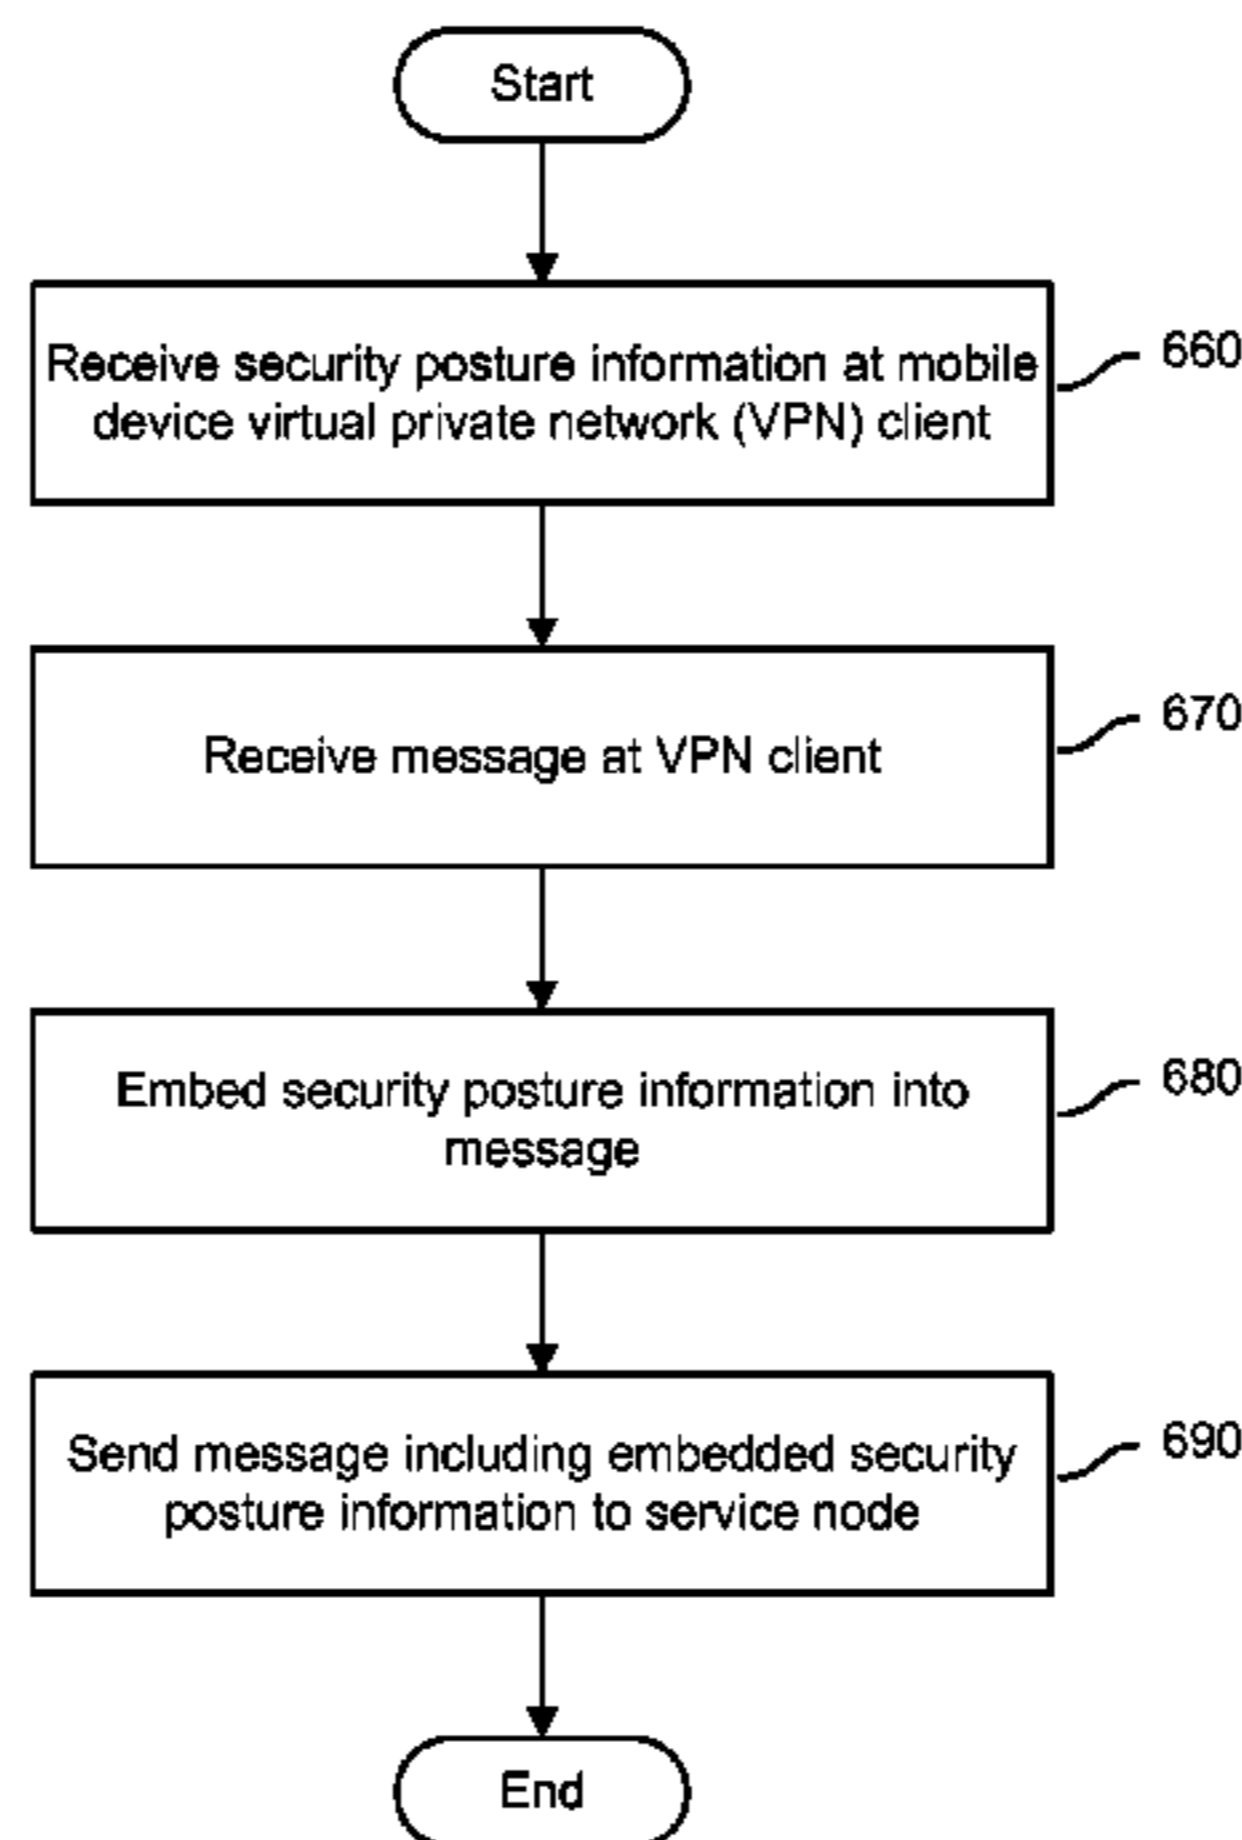 Start
Receive security posture information at mobile
device virtual private network (VPN) client
660
Receive message at VPN client
670
Embed security posture information into
message
680
Send message including embedded security
posture information to service node
690
End